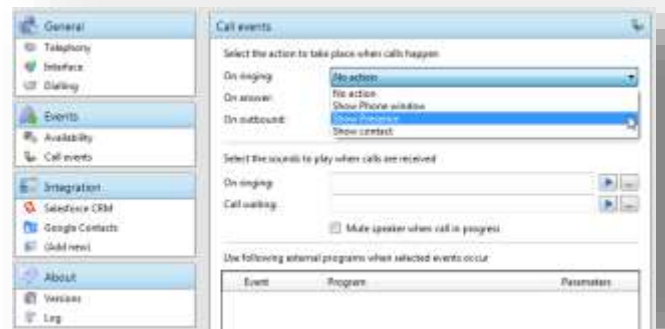 General
Telephony
Interface
Dialling
Events
Availability
Call events
Integration
Salesforce CRM
Google Contacts
(Add new)
About
Versions
Log
Call events
Select the action to take place when calls happen
On ringing: No action
On answer: No action
Show Phone window
On outbound: Show Presence
Show contact
Select the sounds to play when calls are received
On ringing:
Call waiting: ...
Mute speaker when call in progress
Use following external programs when selected events occur
Event Program Parameters